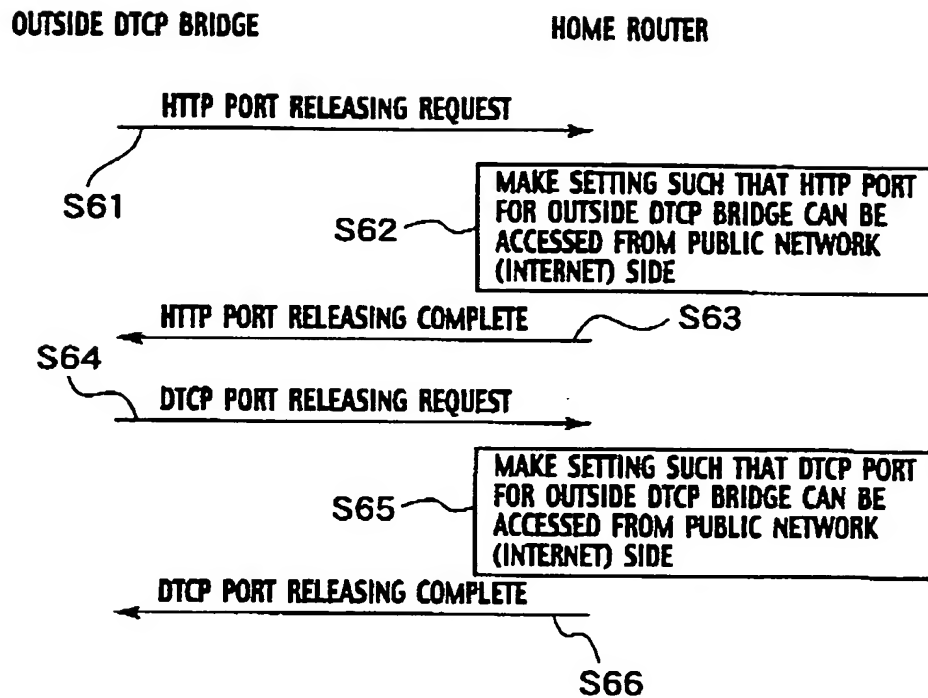 OUTSIDE DTCP BRIDGE
HOME ROUTER
HTTP PORT RELEASING REQUEST
S61
S62
MAKE SETTING SUCH THAT HTTP PORT
FOR OUTSIDE DTCP BRIDGE CAN BE
ACCESSED FROM PUBLIC NETWORK
(INTERNET) SIDE
HTTP PORT RELEASING COMPLETE
S63
S64
DTCP PORT RELEASING REQUEST
S65
MAKE SETTING SUCH THAT DTCP PORT
FOR OUTSIDE DTCP BRIDGE CAN BE
ACCESSED FROM PUBLIC NETWORK
(INTERNET) SIDE
DTCP PORT RELEASING COMPLETE
S66